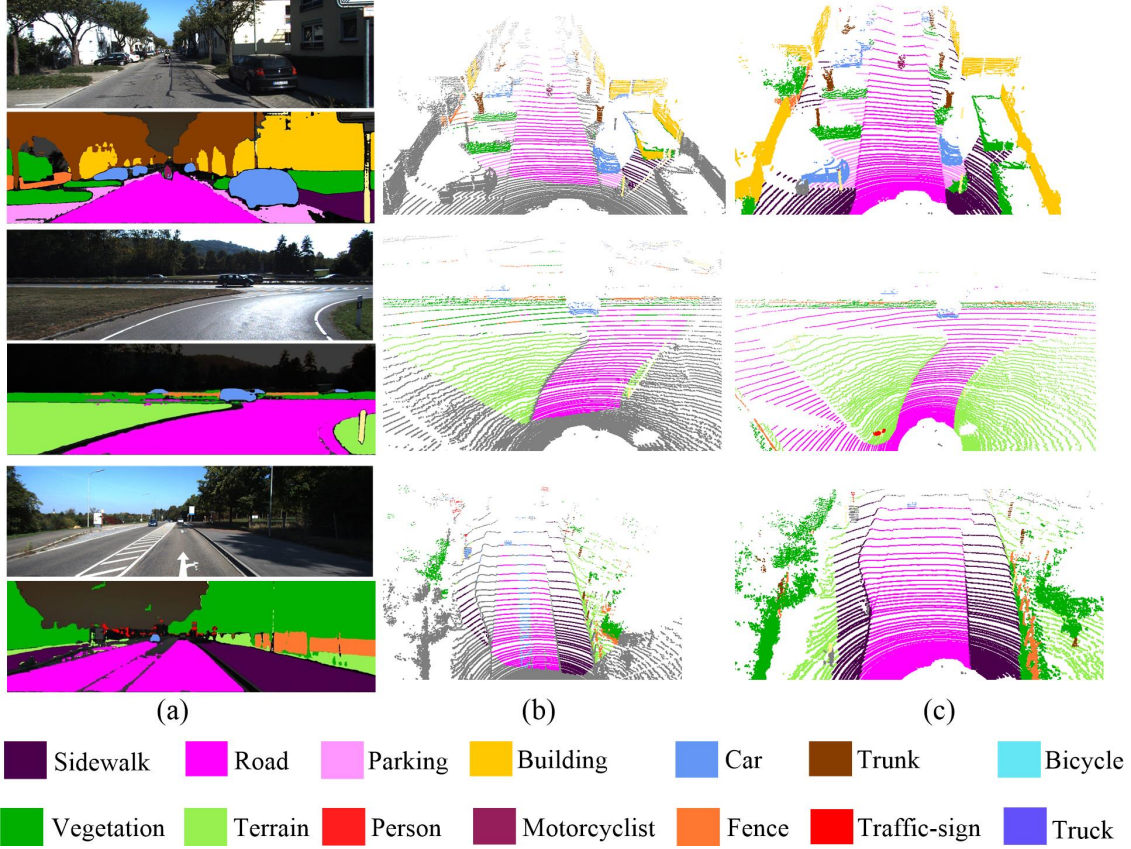 (a) (b) (c)
Sidewalk Road Parking Building Car Trunk Bicycle
Vegetation Terrain Person Motorcyclist Fence Traffic-sign Truck